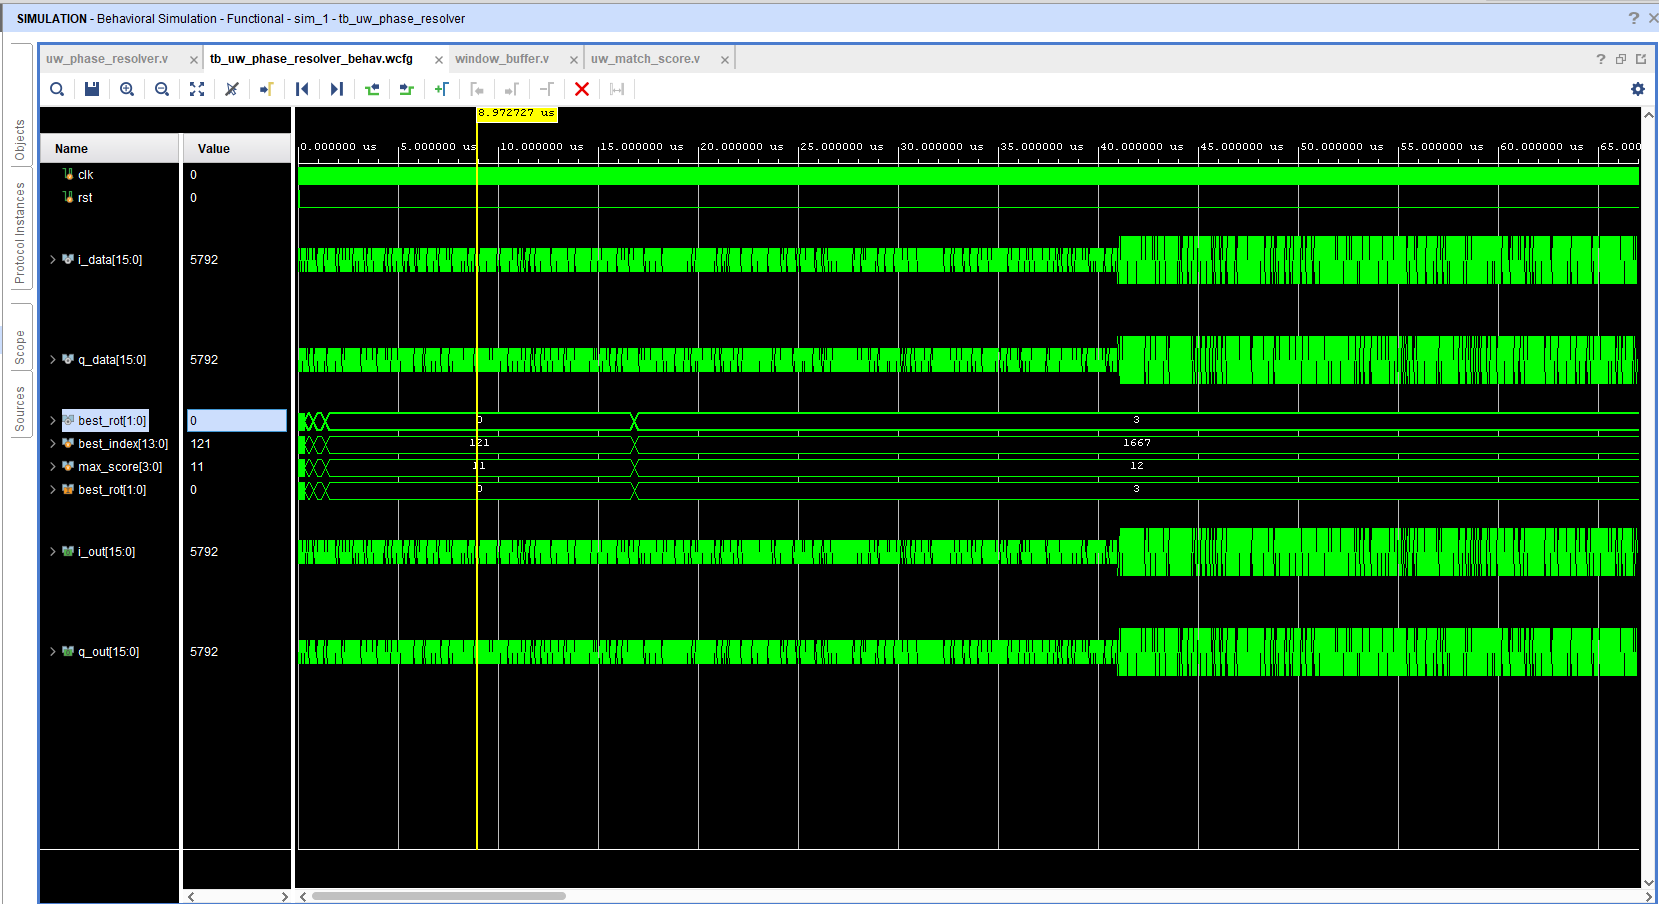 SIMULATION - Behavioral Simulation - Functional - sim_1 - tb_uw_phase_resolver
uw_phase_resolver.v
tb_uw_phase_resolver_behav.wcfg
window_buffer.v
uw_match_score.v
Objects
Protocol Instances
Scope
Sources
8.972727 us
Name Value
0.000000 us 5.000000 us 10.000000 us 15.000000 us 20.000000 us 25.000000 us 30.000000 us 35.000000 us 40.000000 us 45.000000 us 50.000000 us 55.000000 us 60.000000 us 65.000
clk 0
rst 0
i_data[15:0] 5792
q_data[15:0] 5792
best_rot[1:0] 0 0 3
best_index[13:0] 121 121 1667
max_score[3:0] 11 11 12
best_rot[1:0] 0 0 3
i_out[15:0] 5792
q_out[15:0] 5792